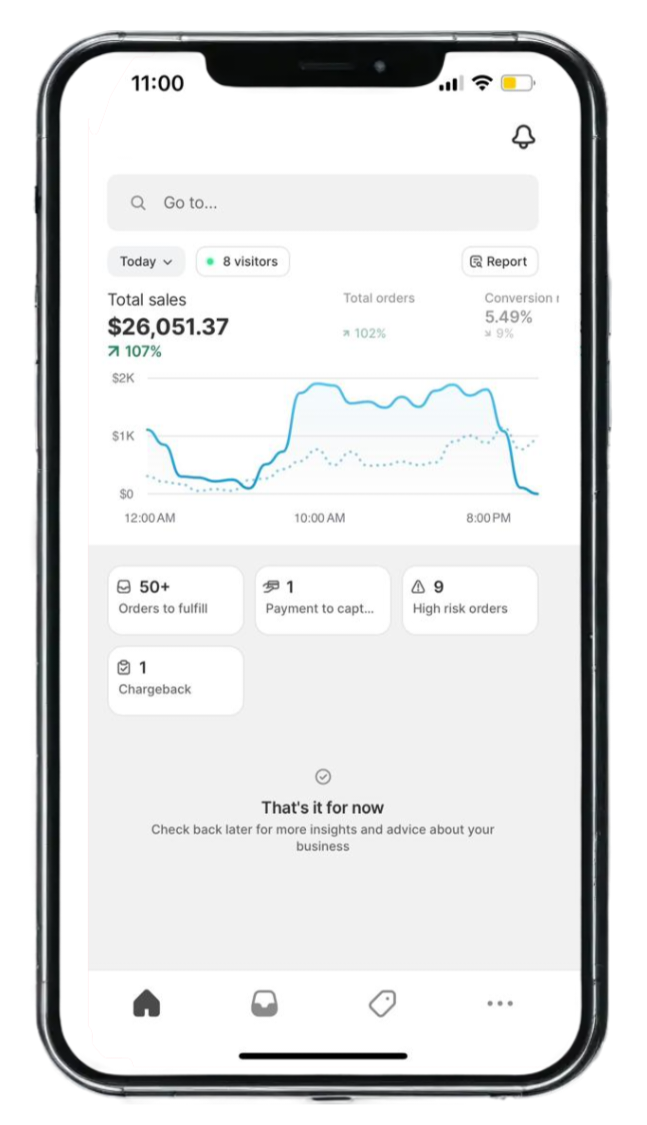 11:00
Go to...
Today
8 visitors
Report
Total sales
Total orders
Conversion r
$26,051.37
5.49%
107%
102%
9%
$2K
$1K
$0
12:00 AM
10:00 AM
8:00 PM
50+
Orders to fulfill
1
Payment to capt...
9
High risk orders
1
Chargeback
That's it for now
Check back later for more insights and advice about your
business